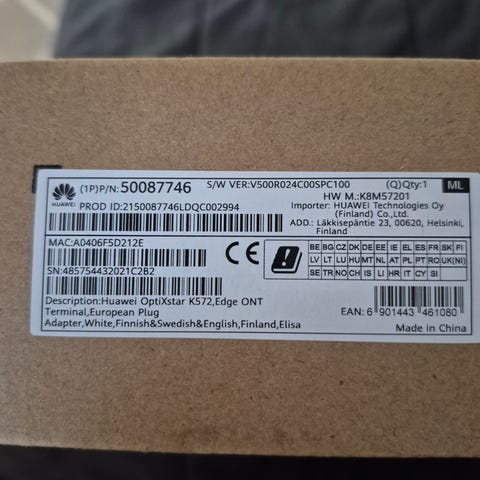 HUAWEI
(1P)P/N:50087746
S/W VER:V500R024C00SPC100
(Q)Qty:1
ML
HW M.:K8M57201
PROD ID:2150087746LDQC002994
Importer: HUAWEI Technologies Oy
(Finland) Co.,Ltd.
ADD.: Läkkisepäntie 23, 00620, Helsinki,
Finland
MAC:A0406F5D212E
SN:485754432021C2B2
CE
BE BG CZ DK DE EE IE EL ES FR SK FI
LV LT LU HU MT NL AT PL PT RO UK(NI)
SE TR NO CH IS LI HR IT CY SI
Description:Huawei OptiXstar K572,Edge ONT
Terminal,European Plug
Adapter,White,Finnish&Swedish&English,Finland,Elisa
EAN: 6 901443 461080
Made in China